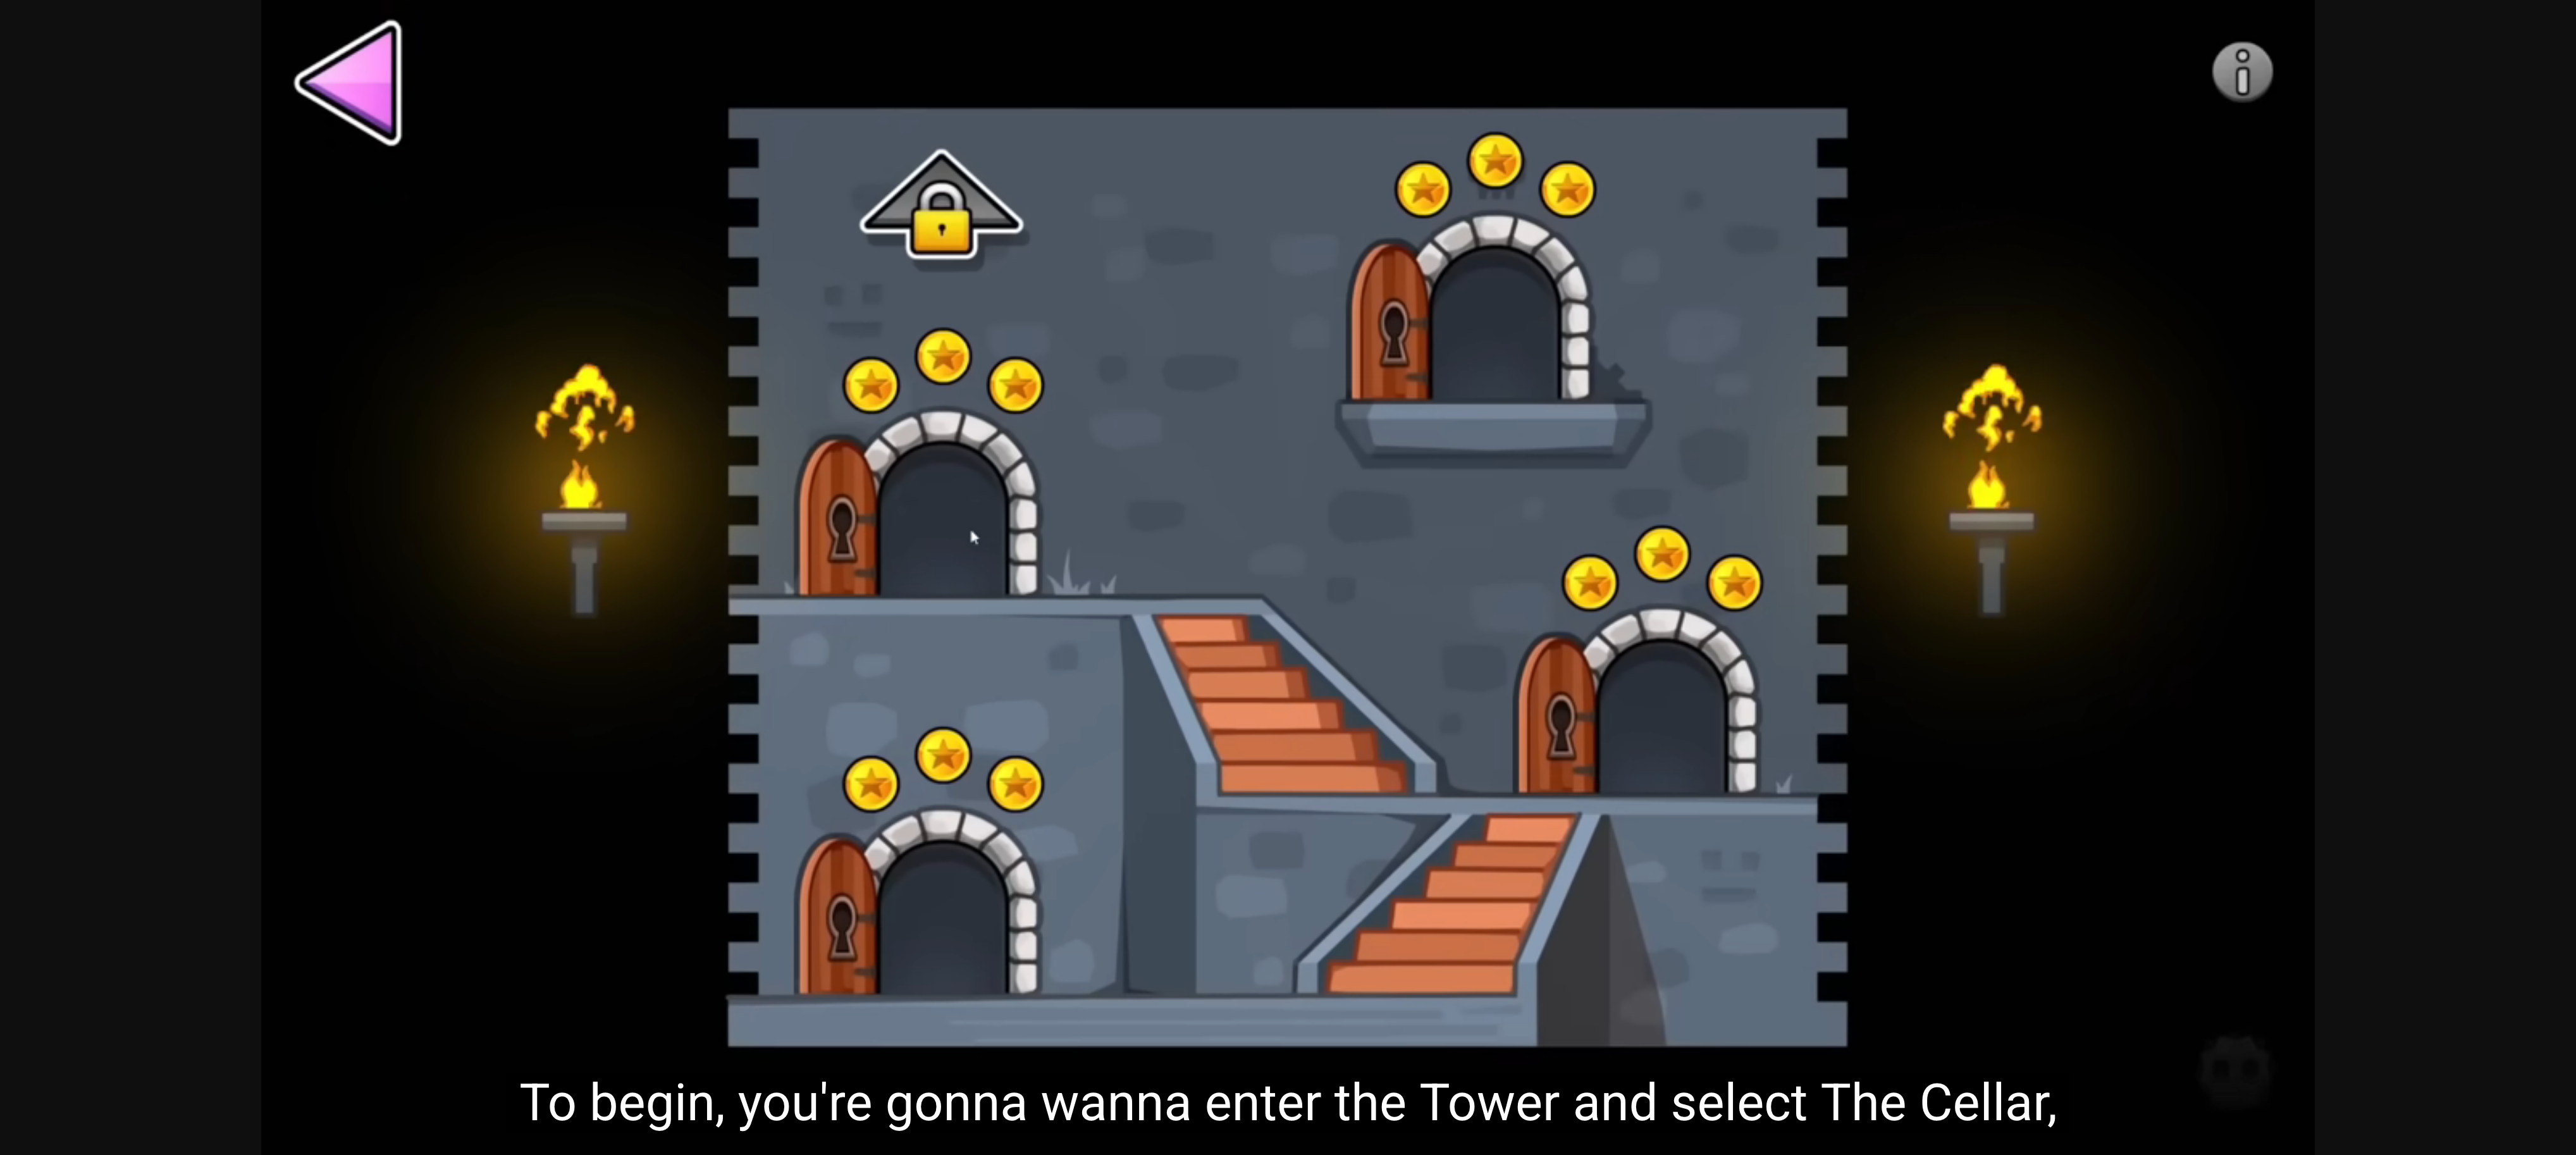 To begin, you're gonna wanna enter the Tower and select The Cellar,